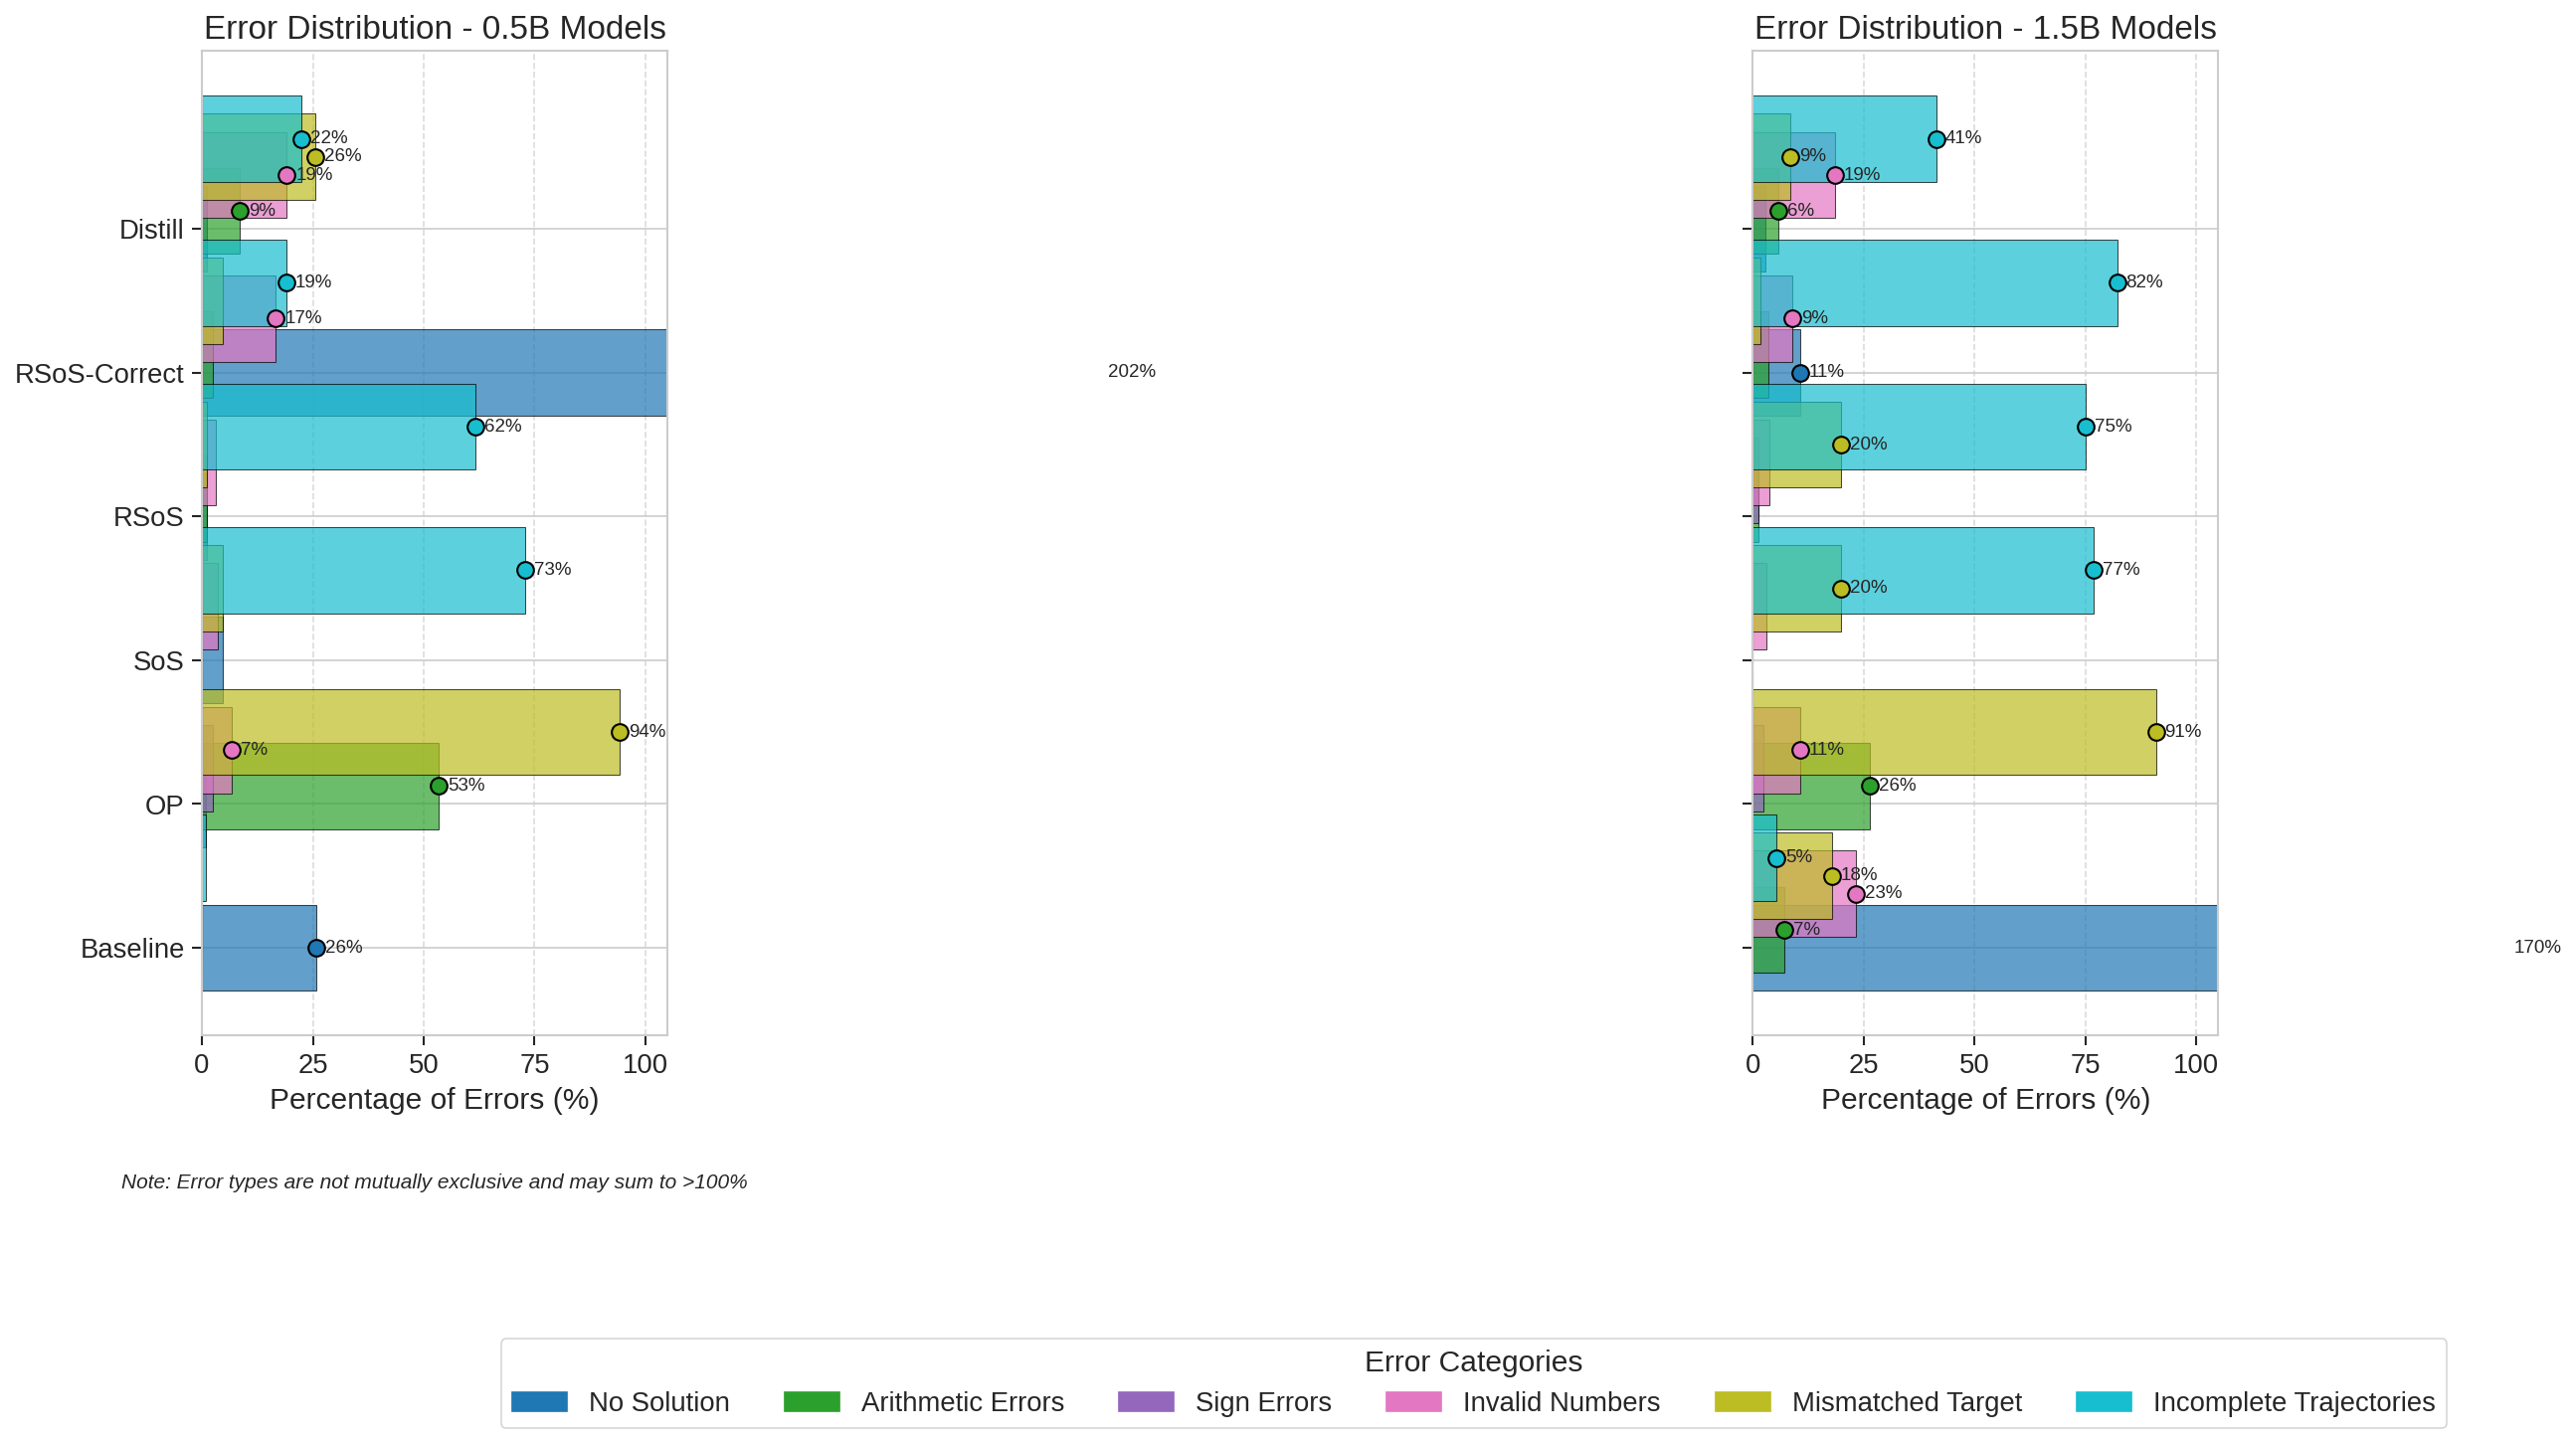 Error Distribution - 0.5B Models
Error Distribution - 1.5B Models
22%
26%
19%
9%
Distill
19%
17%
RSoS-Correct
202%
62%
RSoS
73%
SoS
94%
7%
53%
OP
Baseline
26%
0 25 50 75 100
Percentage of Errors (%)
41%
9%
19%
6%
82%
9%
11%
75%
20%
77%
20%
91%
11%
26%
5%
18%
23%
7%
170%
0 25 50 75 100
Percentage of Errors (%)
Note: Error types are not mutually exclusive and may sum to >100%
Error Categories
No Solution Arithmetic Errors Sign Errors Invalid Numbers Mismatched Target Incomplete Trajectories